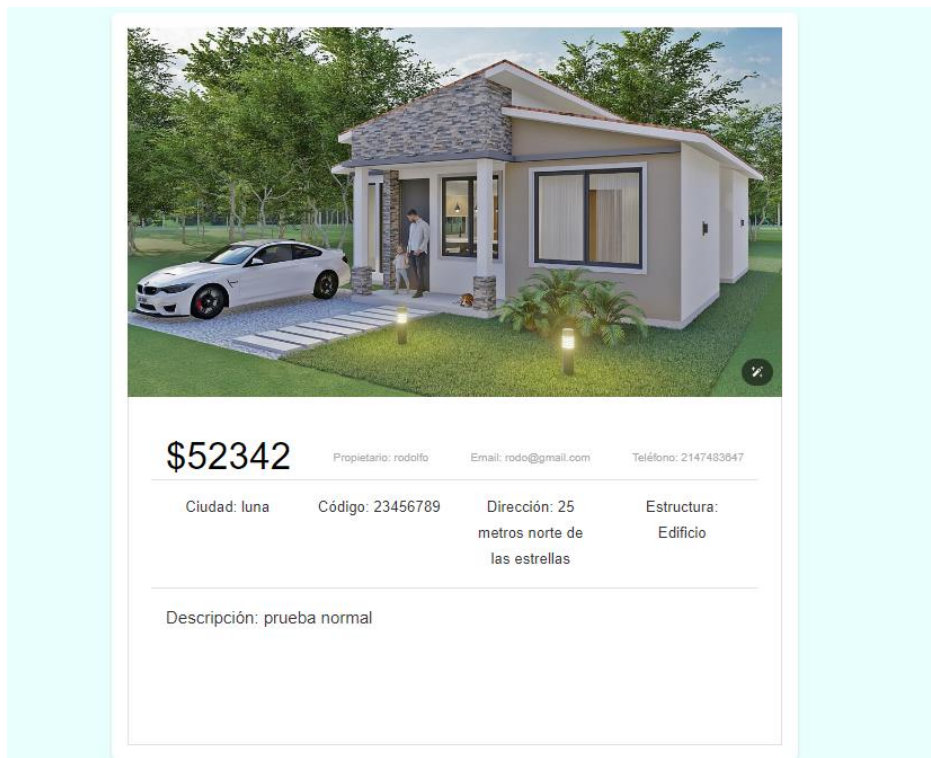 $52342 Propietario: rodolfo Email: rodo@gmail.com Teléfono: 2147483647
Ciudad: luna Código: 23456789 Dirección: 25
metros norte de
las estrellas
Estructura:
Edificio
Descripción: prueba normal